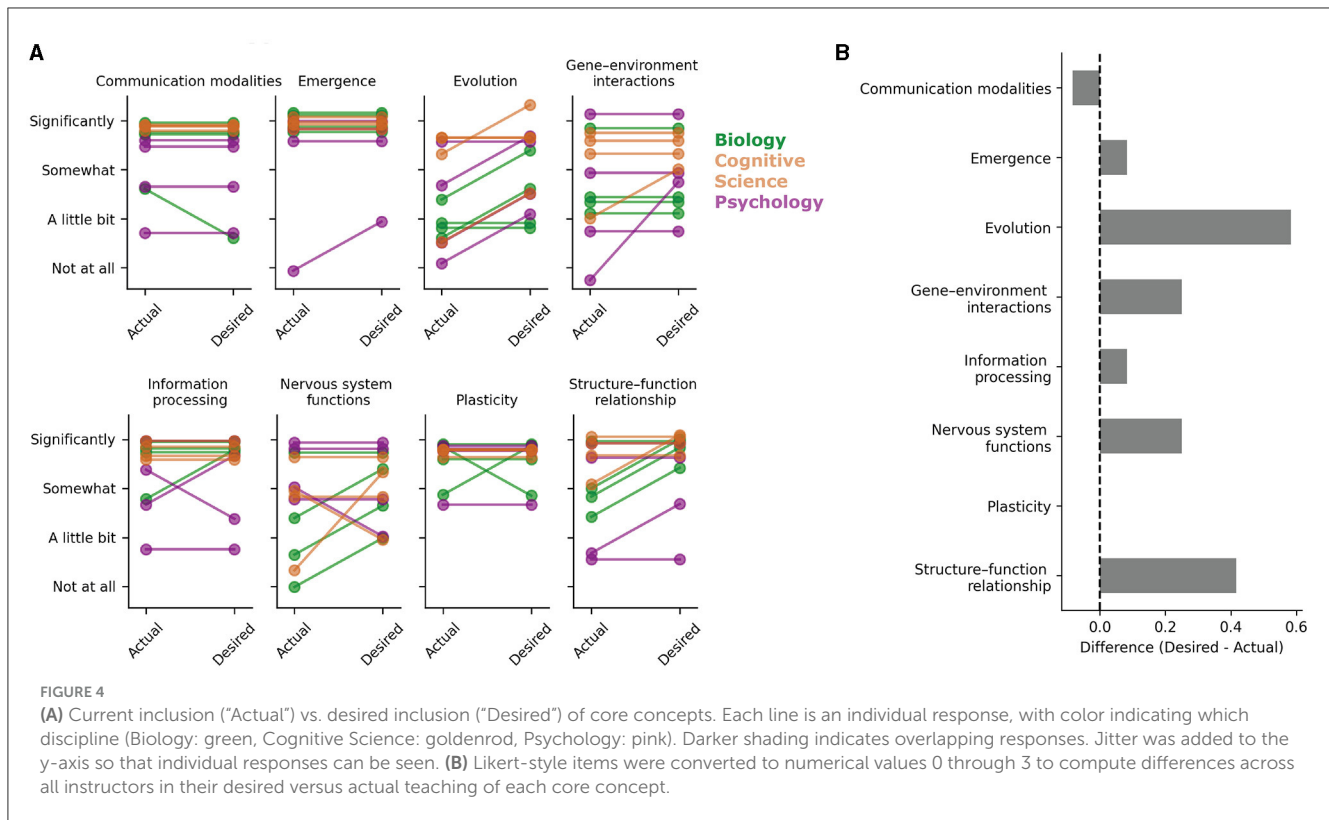 A
B
Communication modalities
Emergence
Evolution
Gene–environment
interactions
Significantly
Somewhat
A little bit
Not at all
Actual
Desired
Actual
Desired
Actual
Desired
Actual
Desired
Biology
Cognitive
Science
Psychology
Information
processing
Nervous system
functions
Plasticity
Structure–function
relationship
Significantly
Somewhat
A little bit
Not at all
Actual
Desired
Actual
Desired
Actual
Desired
Actual
Desired
Communication modalities
Emergence
Evolution
Gene–environment
interactions
Information
processing
Nervous system
functions
Plasticity
Structure–function
relationship
0.0 0.2 0.4 0.6
Difference (Desired - Actual)
FIGURE 4
(A) Current inclusion (“Actual”) vs. desired inclusion (“Desired”) of core concepts. Each line is an individual response, with color indicating which
discipline (Biology: green, Cognitive Science: goldenrod, Psychology: pink). Darker shading indicates overlapping responses. Jitter was added to the
y-axis so that individual responses can be seen. (B) Likert-style items were converted to numerical values 0 through 3 to compute differences across
all instructors in their desired versus actual teaching of each core concept.